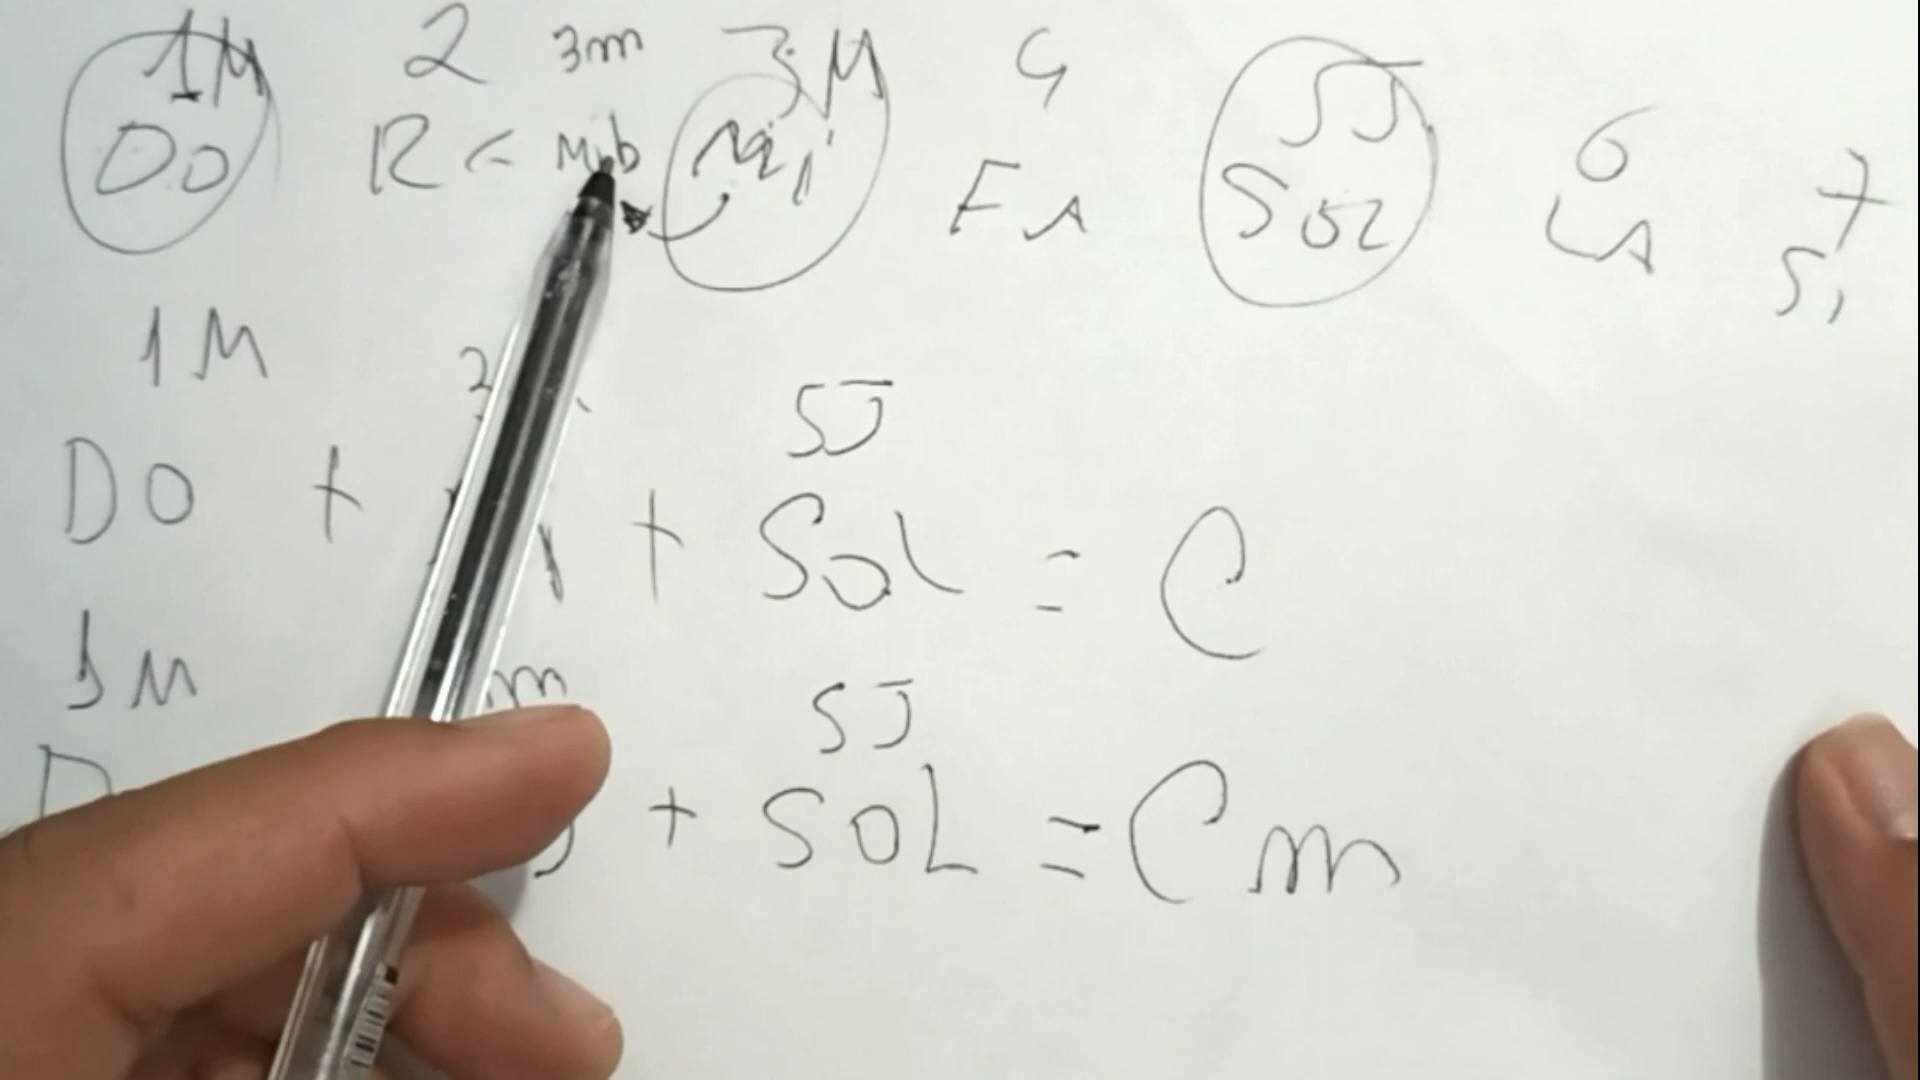 1M 2 3m 3M 4 5J 6 7
Do Re Mib Mi FA SOL LA Si
1M 5J
DO + + SOL = C
1M m 5J
+ SOL = Cm